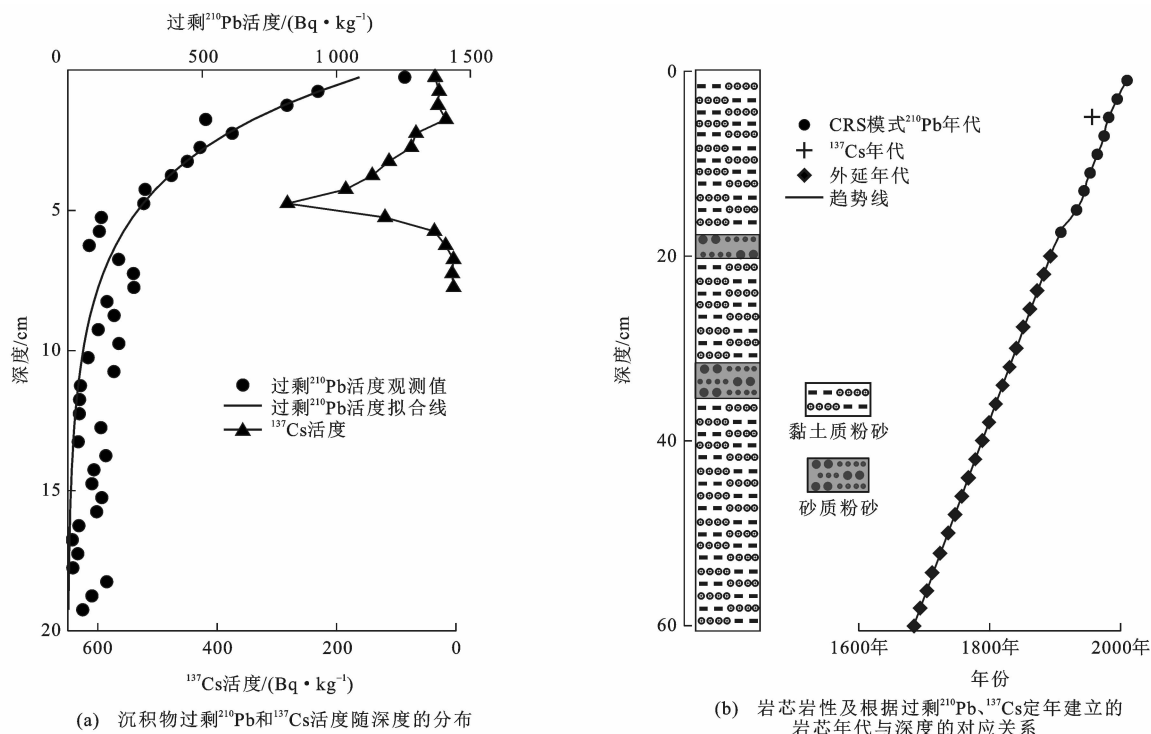 过剩²¹⁰Pb活度/(Bq·kg⁻¹)
0 500 1 000 1 500
5
10
15
20
深度/cm
过剩²¹⁰Pb活度观测值
过剩²¹⁰Pb活度拟合线
¹³⁷Cs活度
600 400 200 0
¹³⁷Cs活度/(Bq·kg⁻¹)
(a) 沉积物过剩²¹⁰Pb和¹³⁷Cs活度随深度的分布
0
20
40
60
深度/cm
CRS模式²¹⁰Pb年代
¹³⁷Cs年代
外延年代
趋势线
黏土质粉砂
砂质粉砂
1600年 1800年 2000年
年份
(b) 岩芯岩性及根据过剩²¹⁰Pb、¹³⁷Cs定年建立的
岩芯年代与深度的对应关系